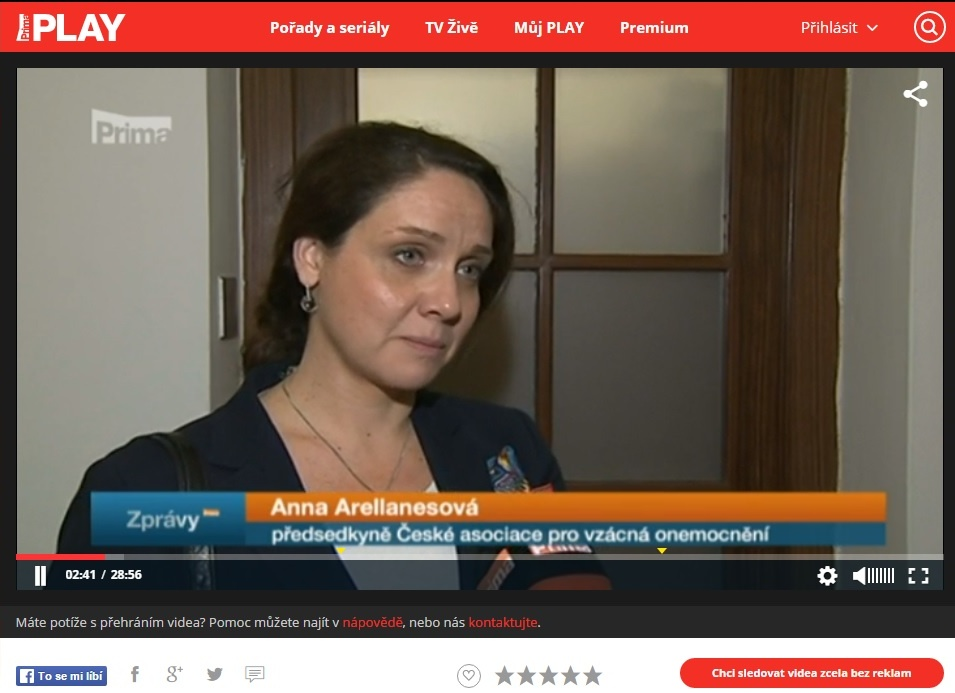 Prima PLAY
Pořady a seriály TV Živě Můj PLAY Premium Přihlásit
Prima
Zprávy
Anna Arellanesová
předsedkyně České asociace pro vzácná onemocnění
02:41 / 28:56
Máte potíže s přehráním videa? Pomoc můžete najít v nápovědě, nebo nás kontaktujte.
To se mi líbí
f g+
Chci sledovat videa zcela bez reklam